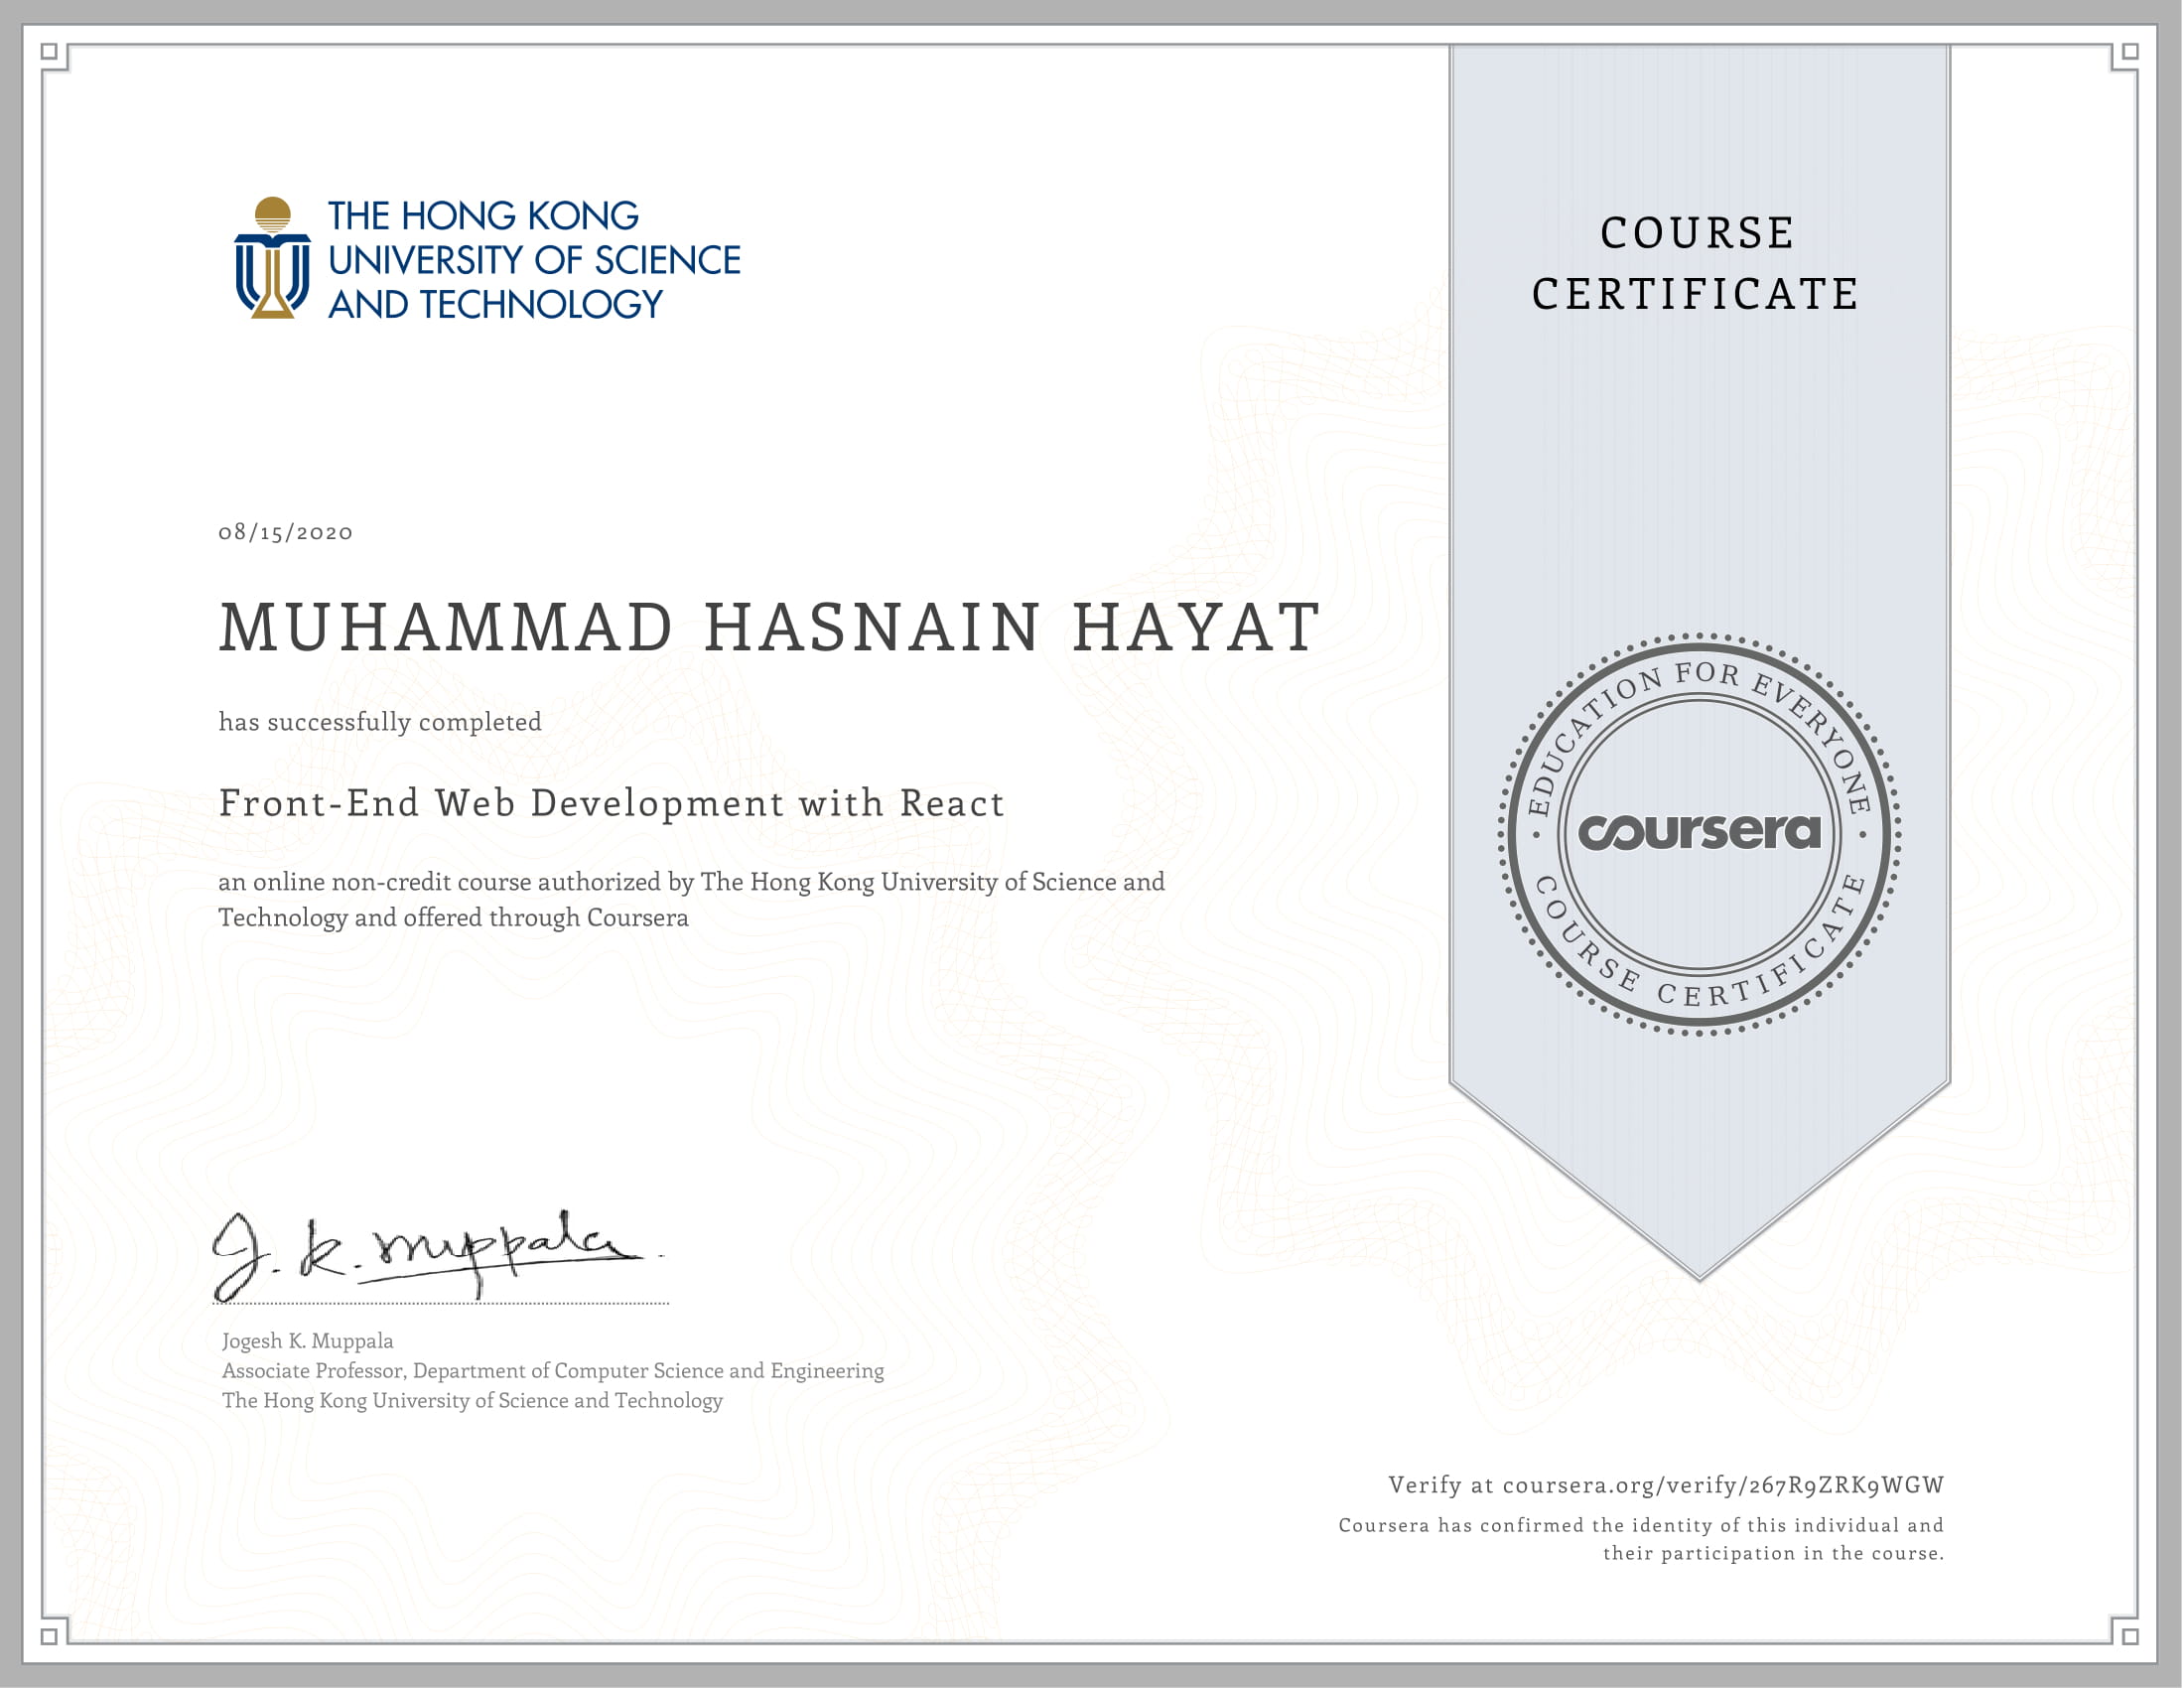 THE HONG KONG
UNIVERSITY OF SCIENCE
AND TECHNOLOGY
COURSE
CERTIFICATE
08/15/2020
MUHAMMAD HASNAIN HAYAT
has successfully completed
Front-End Web Development with React
an online non-credit course authorized by The Hong Kong University of Science and
Technology and offered through Coursera
EDUCATION FOR EVERYONE
coursera
COURSE CERTIFICATE
J. K. Muppala
Jogesh K. Muppala
Associate Professor, Department of Computer Science and Engineering
The Hong Kong University of Science and Technology
Verify at coursera.org/verify/267R9ZRK9WGW
Coursera has confirmed the identity of this individual and
their participation in the course.